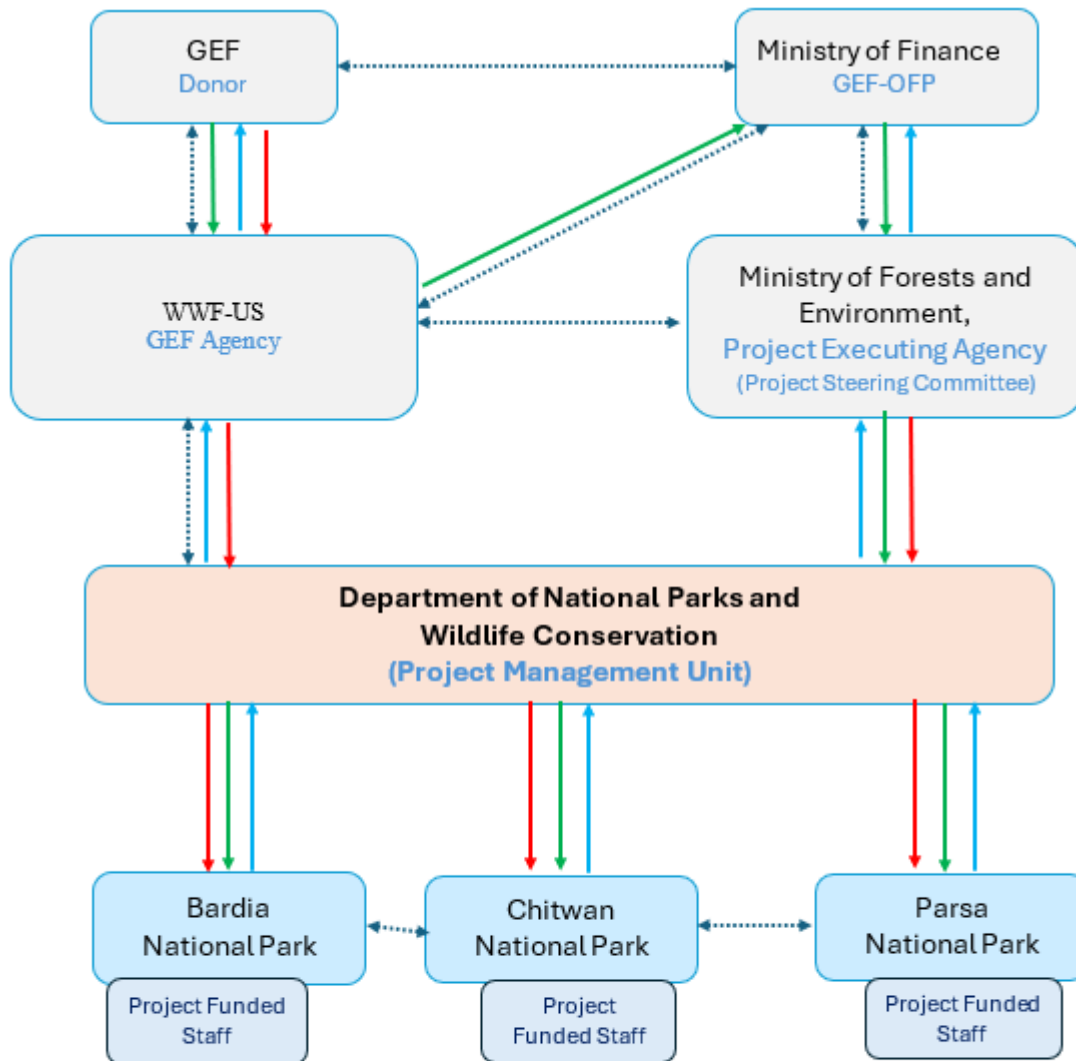 GEF
Donor
Ministry of Finance
GEF-OFP
WWF-US
GEF Agency
Ministry of Forests and
Environment,
Project Executing Agency
(Project Steering Committee)
Department of National Parks and
Wildlife Conservation
(Project Management Unit)
Bardia
National Park
Project Funded
Staff
Chitwan
National Park
Project
Funded Staff
Parsa
National Park
Project Funded
Staff